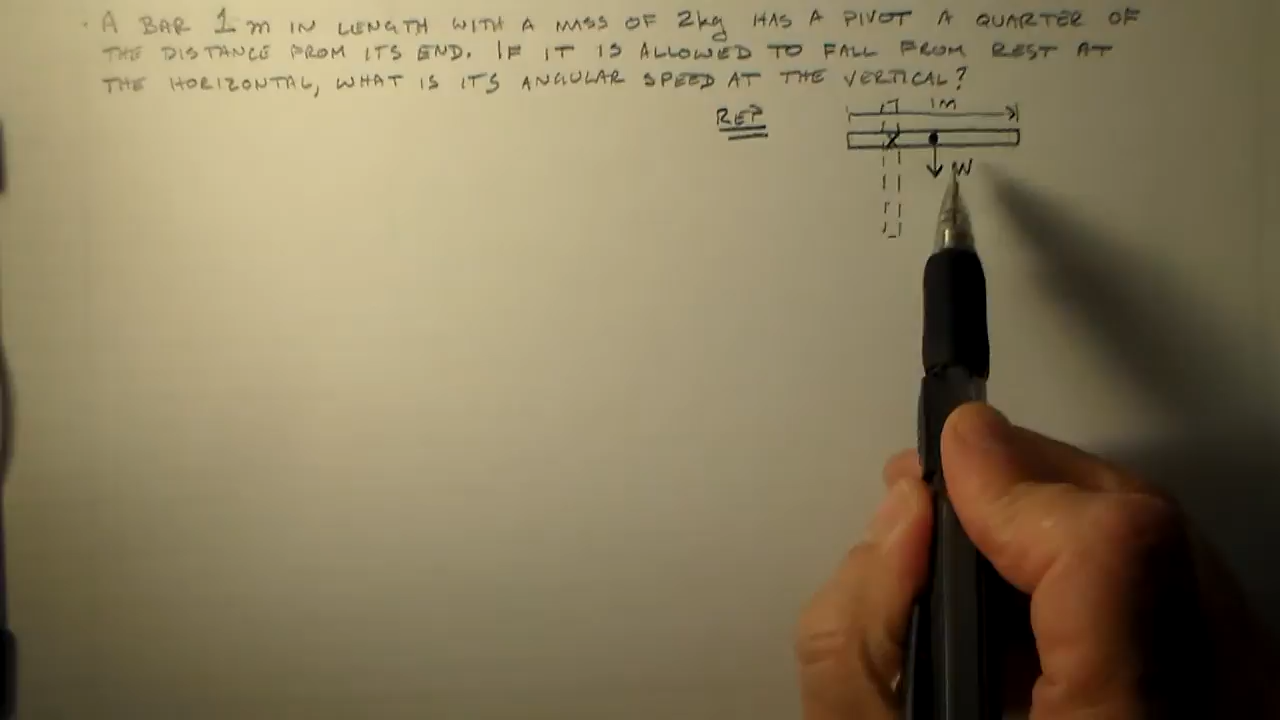 · A BAR 1 m IN LENGTH WITH A MASS OF 2kg HAS A PIVOT A QUARTER OF
THE DISTANCE FROM ITS END. IF IT IS ALLOWED TO FALL FROM REST AT
THE HORIZONTAL, WHAT IS ITS ANGULAR SPEED AT THE VERTICAL?
REP
1M
W